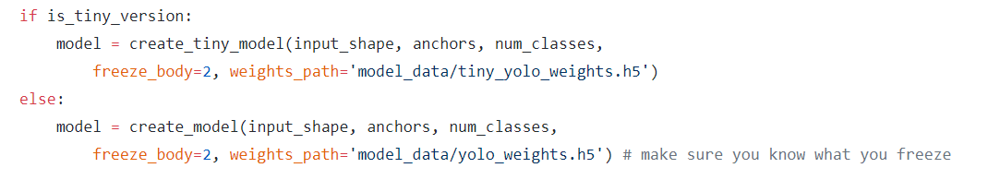 if is_tiny_version:
    model = create_tiny_model(input_shape, anchors, num_classes,
        freeze_body=2, weights_path='model_data/tiny_yolo_weights.h5')
else:
    model = create_model(input_shape, anchors, num_classes,
        freeze_body=2, weights_path='model_data/yolo_weights.h5') # make sure you know what you freeze